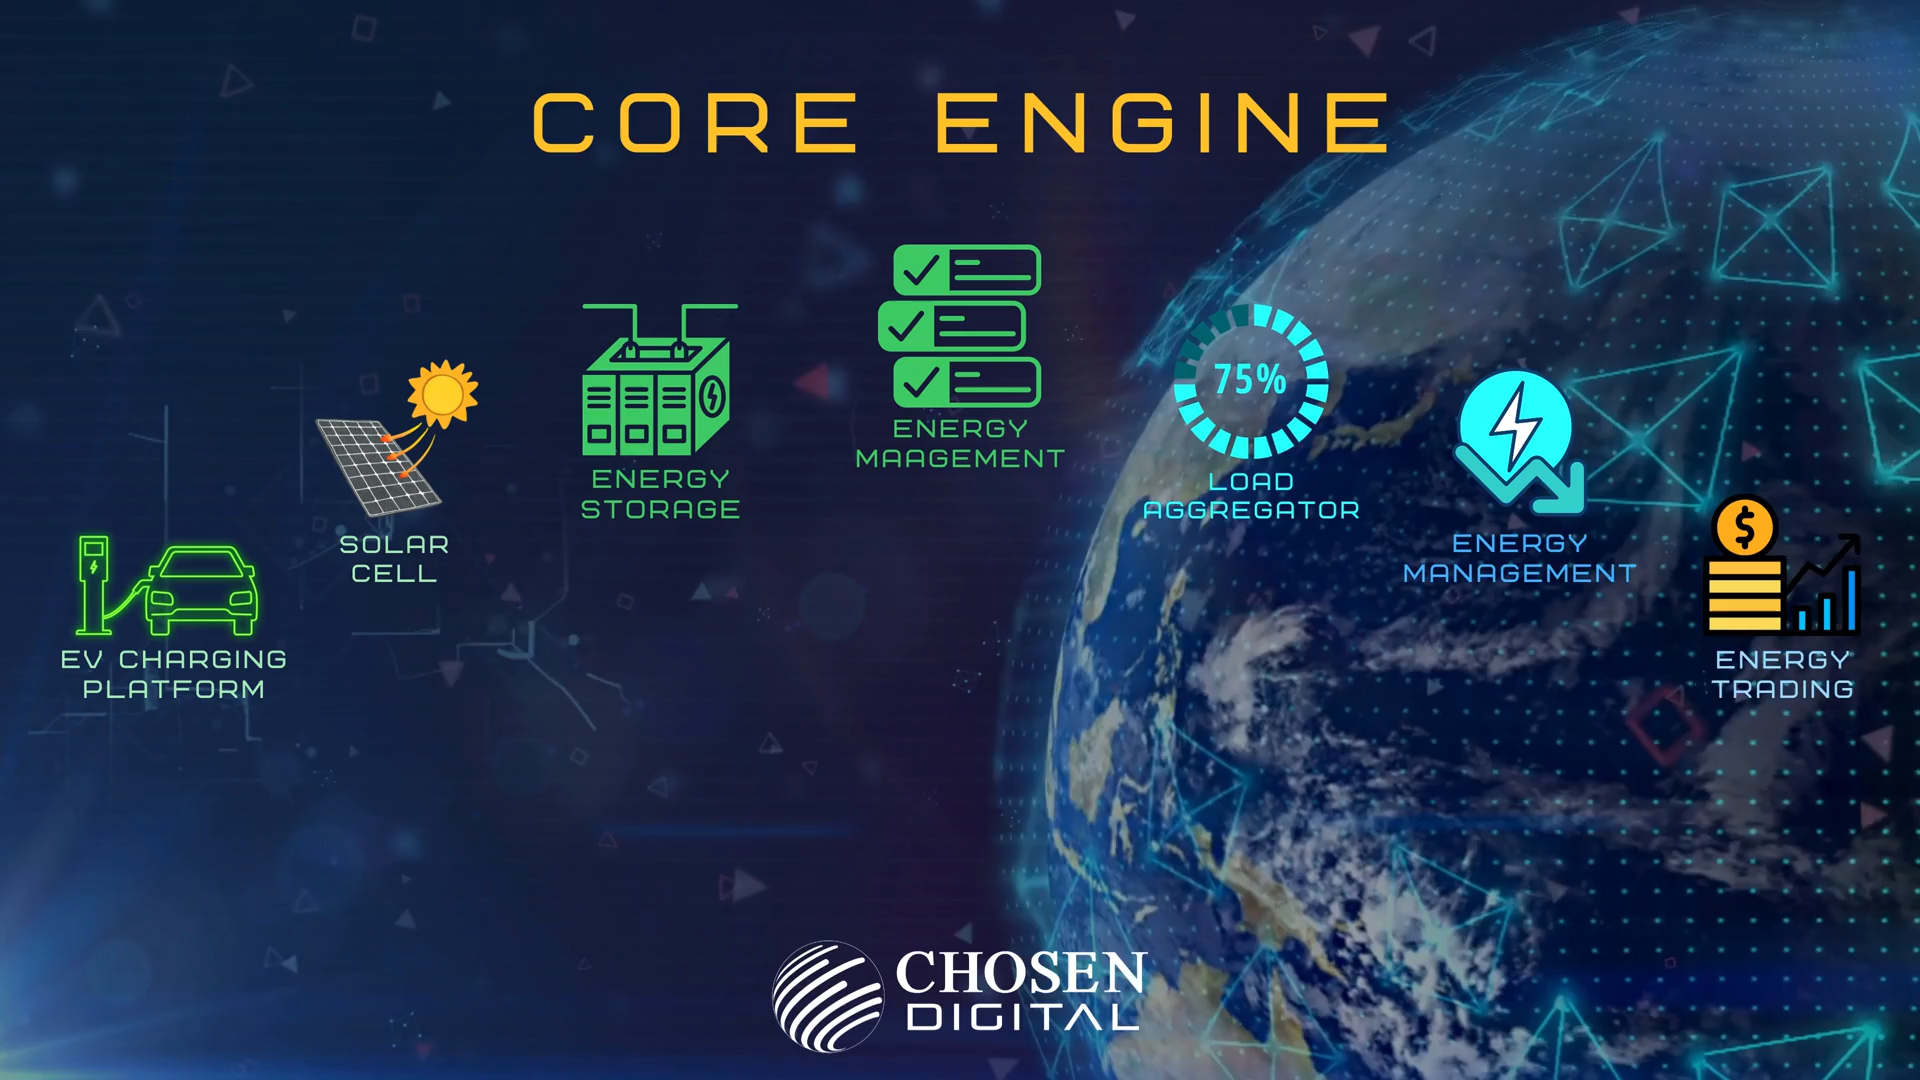 CORE ENGINE
EV CHARGING
PLATFORM
SOLAR
CELL
ENERGY
STORAGE
ENERGY
MAAGEMENT
75%
LOAD
AGGREGATOR
ENERGY
MANAGEMENT
$
ENERGY
TRADING
CHOSEN
DIGITAL